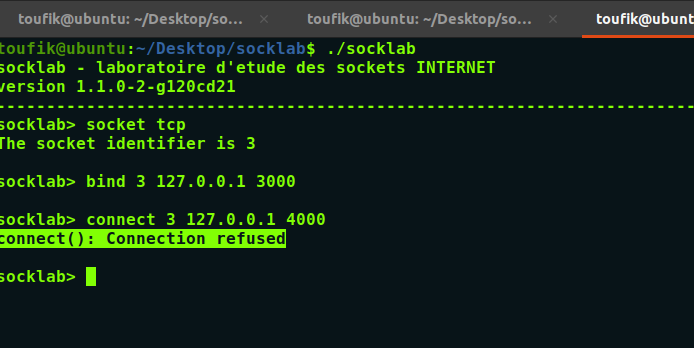 toufik@ubuntu: ~/Desktop/so... × toufik@ubuntu: ~/Desktop/so... × toufik@ubunt
toufik@ubuntu:~/Desktop/socklab$ ./socklab
socklab - laboratoire d'etude des sockets INTERNET
version 1.1.0-2-g120cd21
----------------------------------------------------------------------
socklab> socket tcp
The socket identifier is 3
socklab> bind 3 127.0.0.1 3000
socklab> connect 3 127.0.0.1 4000
connect(): Connection refused
socklab>